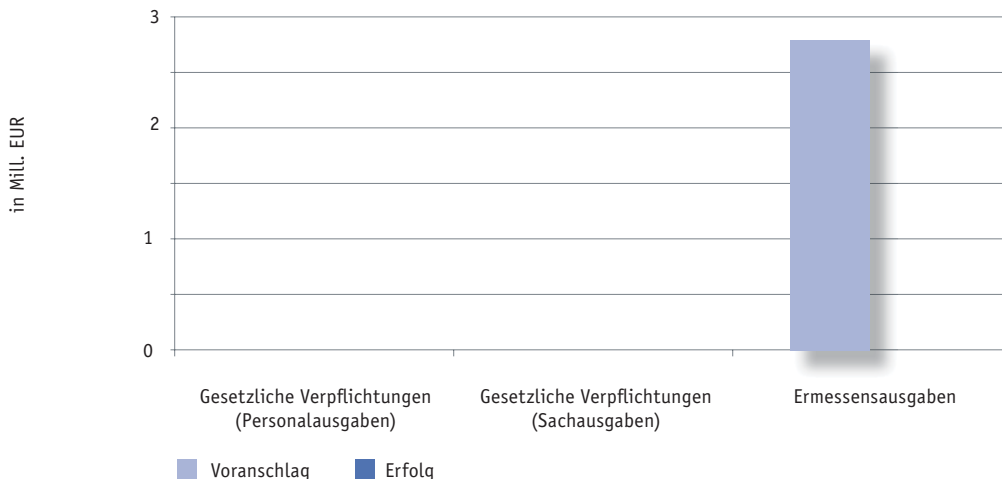 in Mill. EUR
3
2
1
0
Gesetzliche Verpflichtungen
(Personalausgaben)
Gesetzliche Verpflichtungen
(Sachausgaben)
Ermessensausgaben
Voranschlag
Erfolg